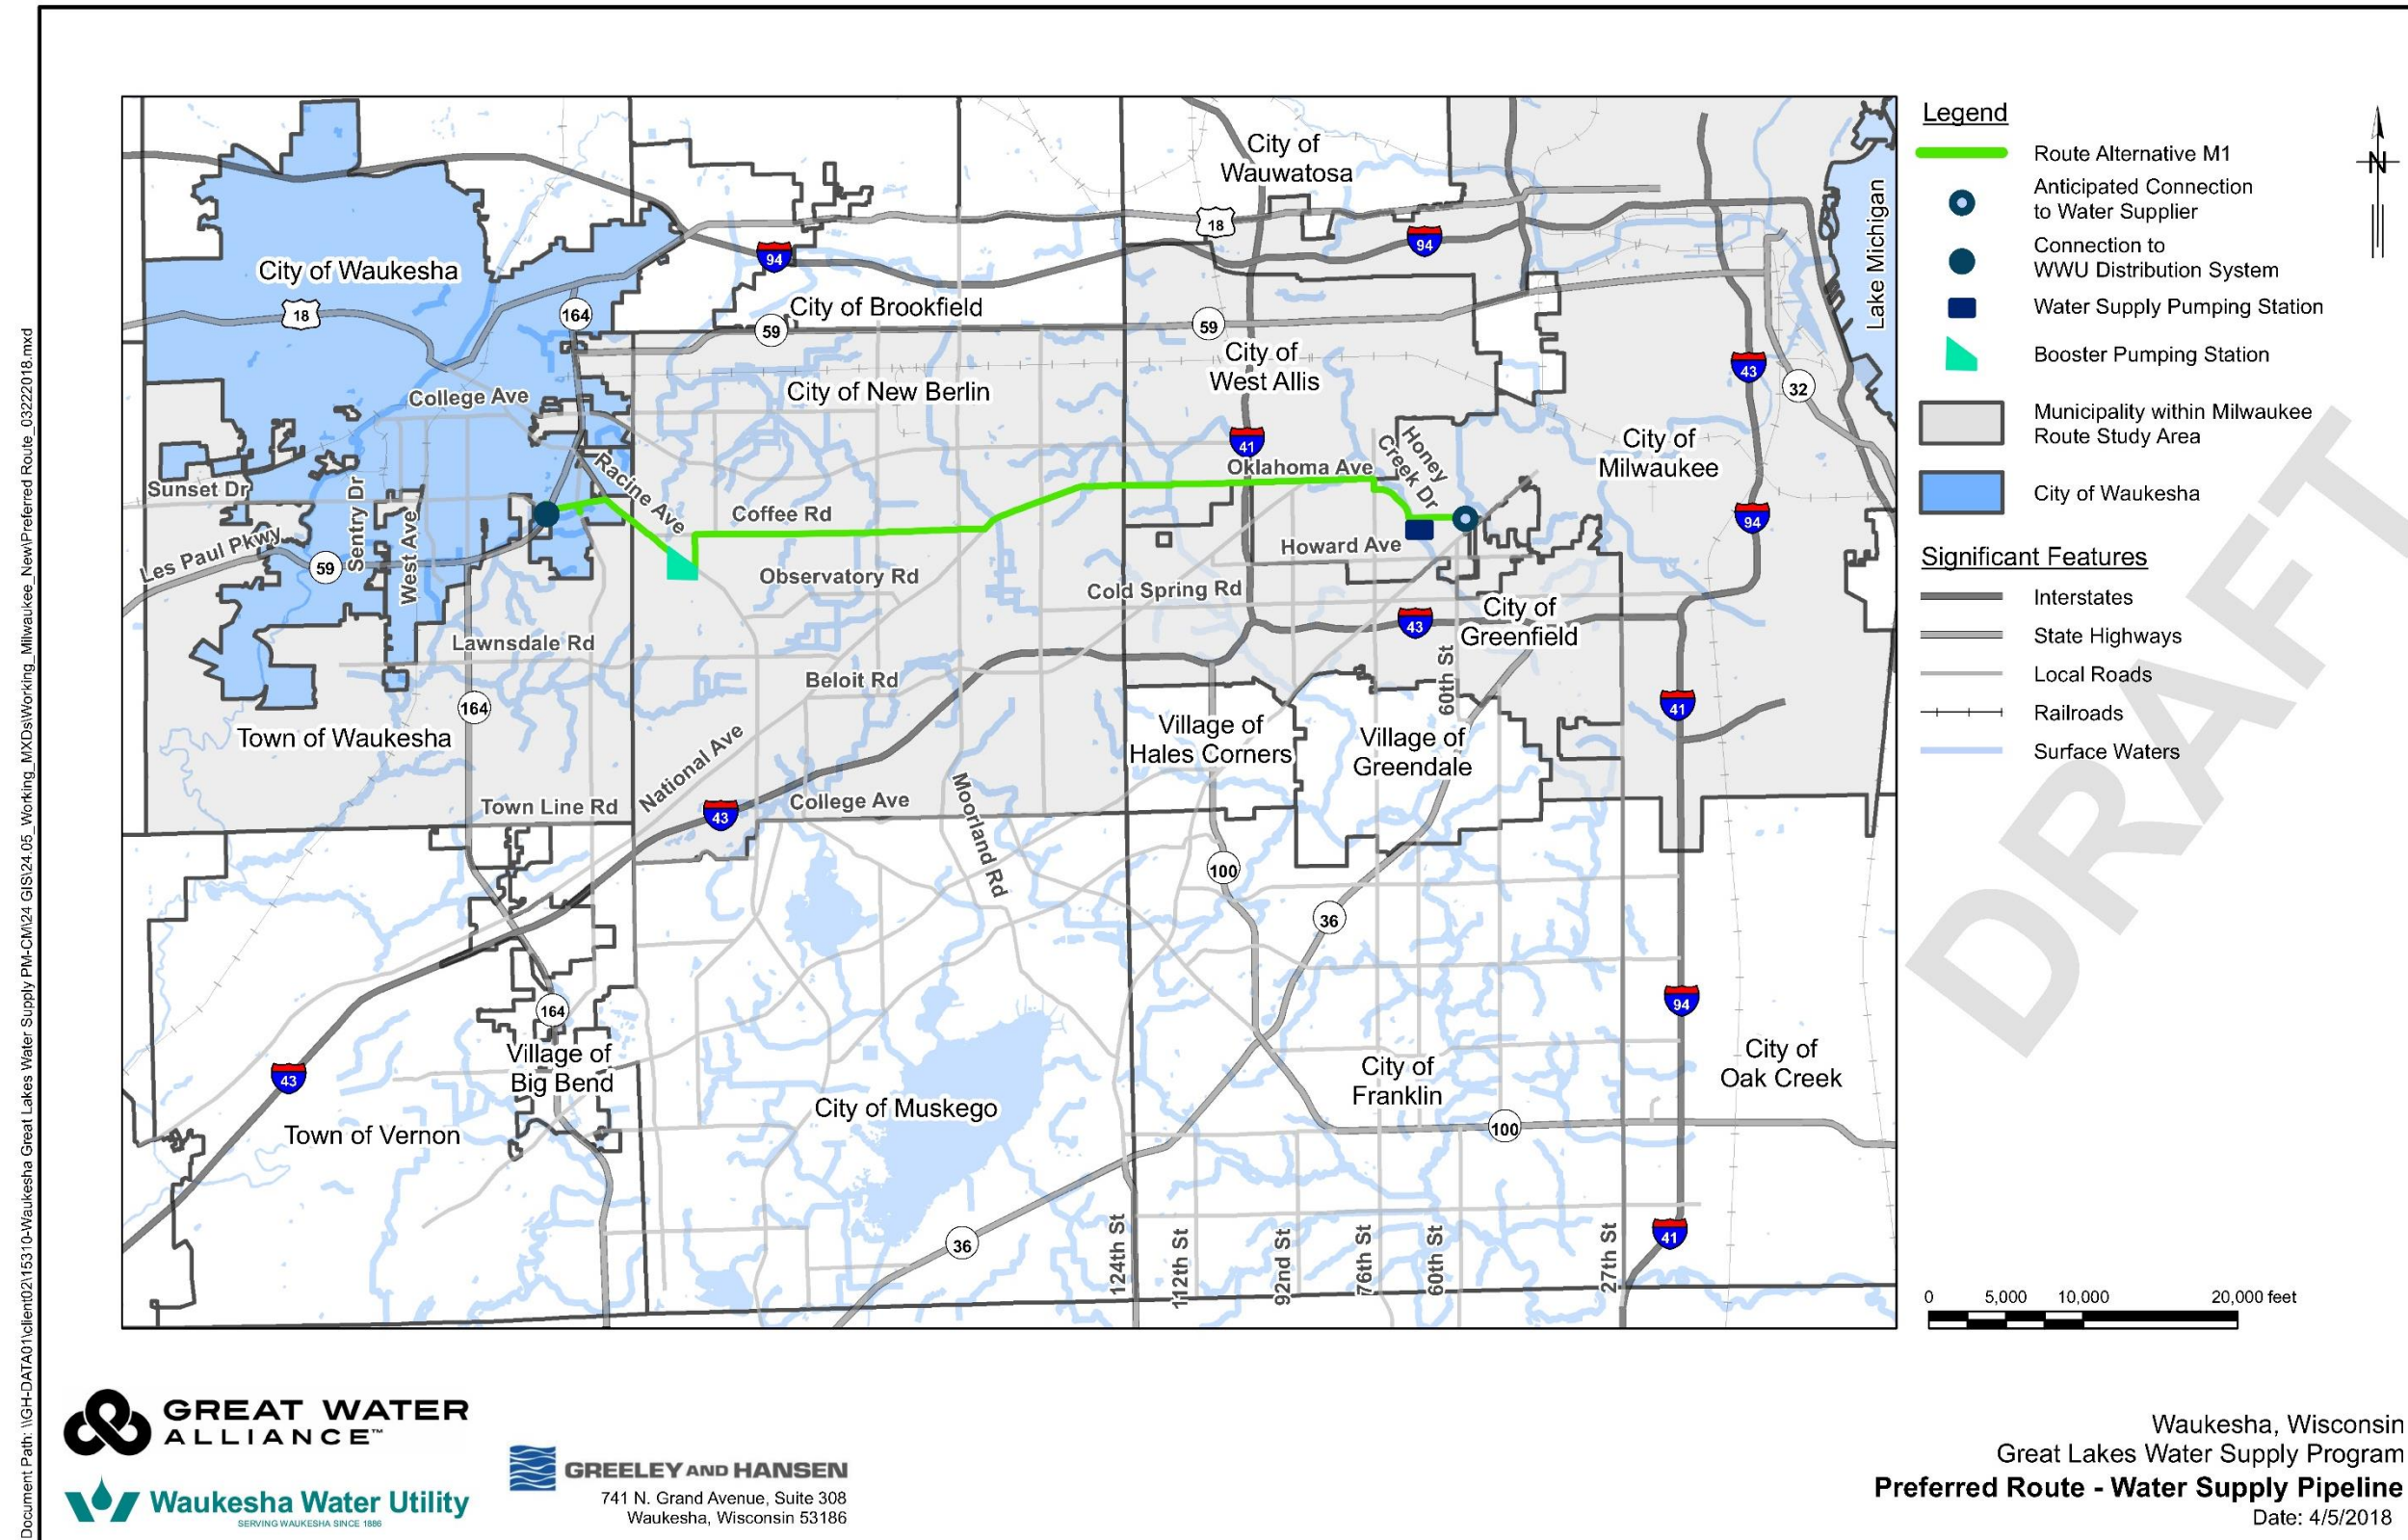 Document Path: \\GH-DATA01\client02\15310-Waukesha Great Lakes Water Supply PM-CM\24 GIS\24.05_Working_MXDs\Working_Milwaukee_New\Preferred Route_03222018.mxd
City of
Wauwatosa
18
94
94
City of Waukesha
18
164
City of Brookfield
59
59
City of
West Allis
City of New Berlin
College Ave
43
32
Lake Michigan
41
Honey
Creek Dr
City of
Milwaukee
Oklahoma Ave
Racine Ave
Sunset Dr
Sentry Dr
West Ave
Coffee Rd
94
Les Paul Pkwy
59
Howard Ave
Observatory Rd
Cold Spring Rd
43
City of
Greenfield
60th St
Lawnsdale Rd
Beloit Rd
164
41
Town of Waukesha
Village of
Hales Corners
Village of
Greendale
National Ave
Moorland Rd
Town Line Rd
43
College Ave
100
36
94
164
Village of
Big Bend
43
City of Muskego
City of
Franklin
City of
Oak Creek
Town of Vernon
100
36
124th St
112th St
92nd St
76th St
60th St
27th St
41
Legend
N
Route Alternative M1
Anticipated Connection
to Water Supplier
Connection to
WWU Distribution System
Water Supply Pumping Station
Booster Pumping Station
Municipality within Milwaukee
Route Study Area
City of Waukesha
Significant Features
Interstates
State Highways
Local Roads
Railroads
Surface Waters
DRAFT
0 5,000 10,000 20,000 feet
GREAT WATER
ALLIANCE™
Waukesha Water Utility
SERVING WAUKESHA SINCE 1886
GREELEY AND HANSEN
741 N. Grand Avenue, Suite 308
Waukesha, Wisconsin 53186
Waukesha, Wisconsin
Great Lakes Water Supply Program
Preferred Route - Water Supply Pipeline
Date: 4/5/2018